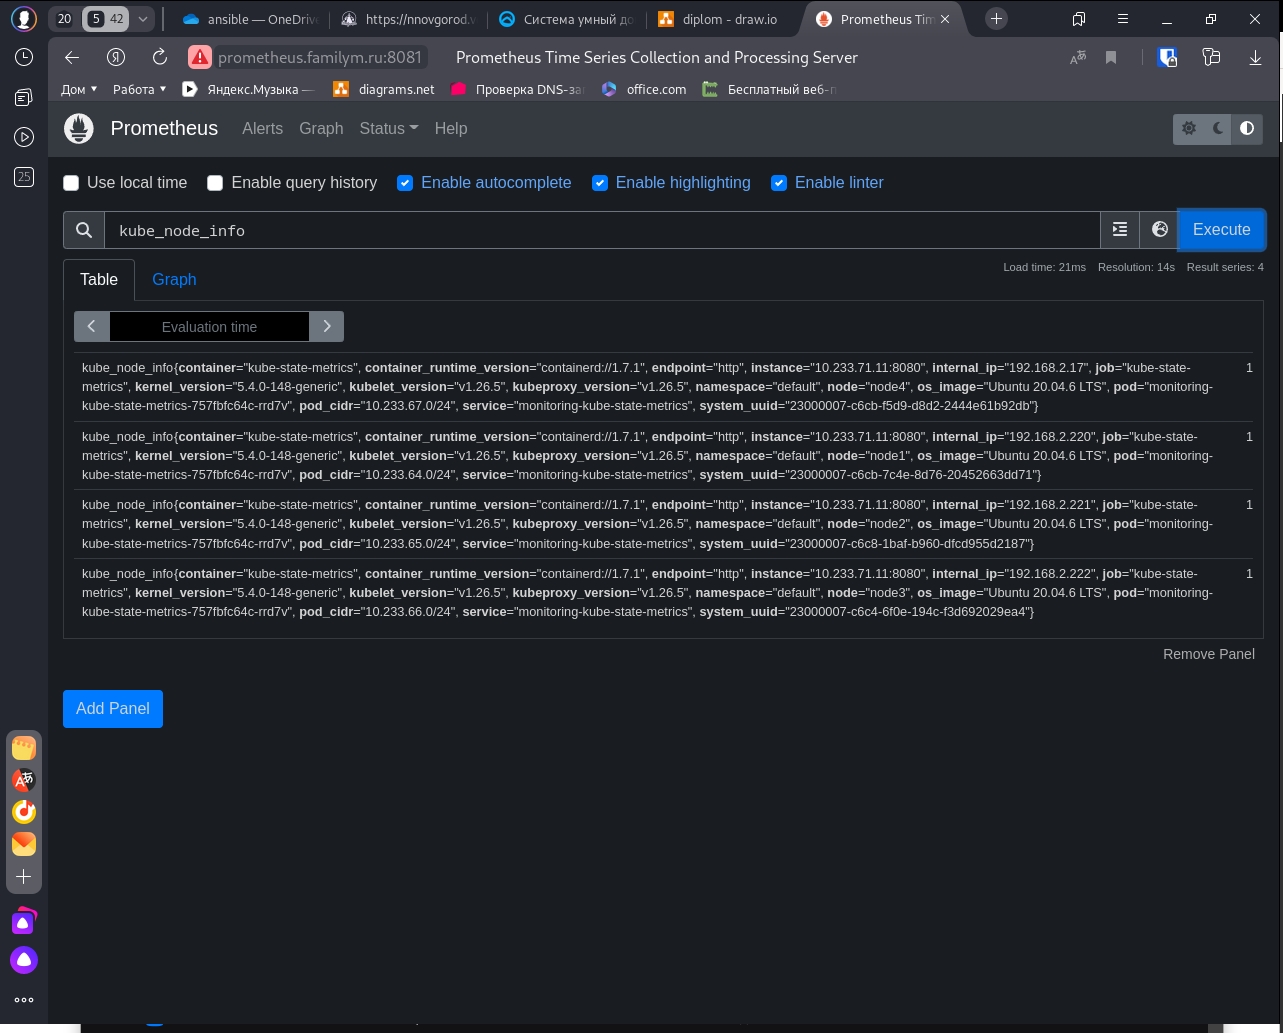 20
5 42
ansible — OneDriv
https://nnovgorod.v
Система умный до
diplom - draw.io
Prometheus Tim
prometheus.familym.ru:8081
Prometheus Time Series Collection and Processing Server
Дом
Работа
Яндекс.Музыка —
diagrams.net
Проверка DNS-за
office.com
Бесплатный веб-п
25
Prometheus
Alerts
Graph
Status
Help
Use local time
Enable query history
Enable autocomplete
Enable highlighting
Enable linter
kube_node_info
Execute
Table
Graph
Load time: 21ms Resolution: 14s Result series: 4
Evaluation time
kube_node_info{container="kube-state-metrics", container_runtime_version="containerd://1.7.1", endpoint="http", instance="10.233.71.11:8080", internal_ip="192.168.2.17", job="kube-state- 1
metrics", kernel_version="5.4.0-148-generic", kubelet_version="v1.26.5", kubeproxy_version="v1.26.5", namespace="default", node="node4", os_image="Ubuntu 20.04.6 LTS", pod="monitoring-
kube-state-metrics-757fbfc64c-rrd7v", pod_cidr="10.233.67.0/24", service="monitoring-kube-state-metrics", system_uuid="23000007-c6cb-f5d9-d8d2-2444e61b92db"}
kube_node_info{container="kube-state-metrics", container_runtime_version="containerd://1.7.1", endpoint="http", instance="10.233.71.11:8080", internal_ip="192.168.2.220", job="kube-state- 1
metrics", kernel_version="5.4.0-148-generic", kubelet_version="v1.26.5", kubeproxy_version="v1.26.5", namespace="default", node="node1", os_image="Ubuntu 20.04.6 LTS", pod="monitoring-
kube-state-metrics-757fbfc64c-rrd7v", pod_cidr="10.233.64.0/24", service="monitoring-kube-state-metrics", system_uuid="23000007-c6cb-7c4e-8d76-20452663dd71"}
kube_node_info{container="kube-state-metrics", container_runtime_version="containerd://1.7.1", endpoint="http", instance="10.233.71.11:8080", internal_ip="192.168.2.221", job="kube-state- 1
metrics", kernel_version="5.4.0-148-generic", kubelet_version="v1.26.5", kubeproxy_version="v1.26.5", namespace="default", node="node2", os_image="Ubuntu 20.04.6 LTS", pod="monitoring-
kube-state-metrics-757fbfc64c-rrd7v", pod_cidr="10.233.65.0/24", service="monitoring-kube-state-metrics", system_uuid="23000007-c6c8-1baf-b960-dfcd955d2187"}
kube_node_info{container="kube-state-metrics", container_runtime_version="containerd://1.7.1", endpoint="http", instance="10.233.71.11:8080", internal_ip="192.168.2.222", job="kube-state- 1
metrics", kernel_version="5.4.0-148-generic", kubelet_version="v1.26.5", kubeproxy_version="v1.26.5", namespace="default", node="node3", os_image="Ubuntu 20.04.6 LTS", pod="monitoring-
kube-state-metrics-757fbfc64c-rrd7v", pod_cidr="10.233.66.0/24", service="monitoring-kube-state-metrics", system_uuid="23000007-c6c4-6f0e-194c-f3d692029ea4"}
Remove Panel
Add Panel